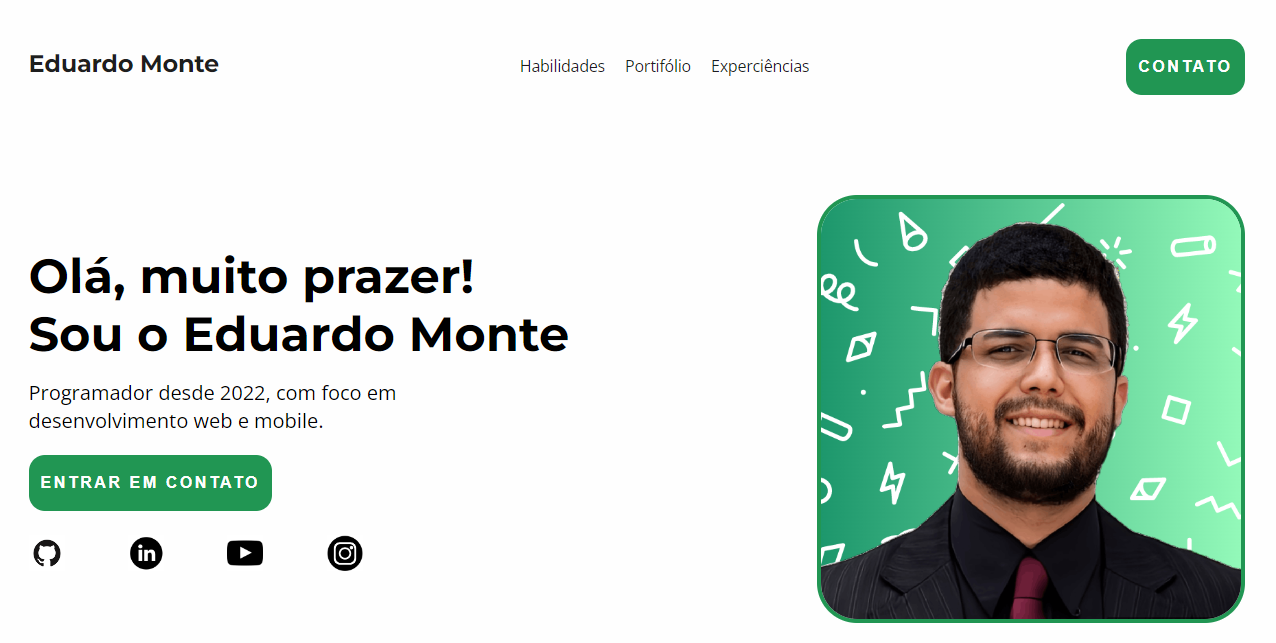 Eduardo Monte
Habilidades
Portifólio
Experciências
CONTATO
Olá, muito prazer!
Sou o Eduardo Monte
Programador desde 2022, com foco em
desenvolvimento web e mobile.
ENTRAR EM CONTATO
in